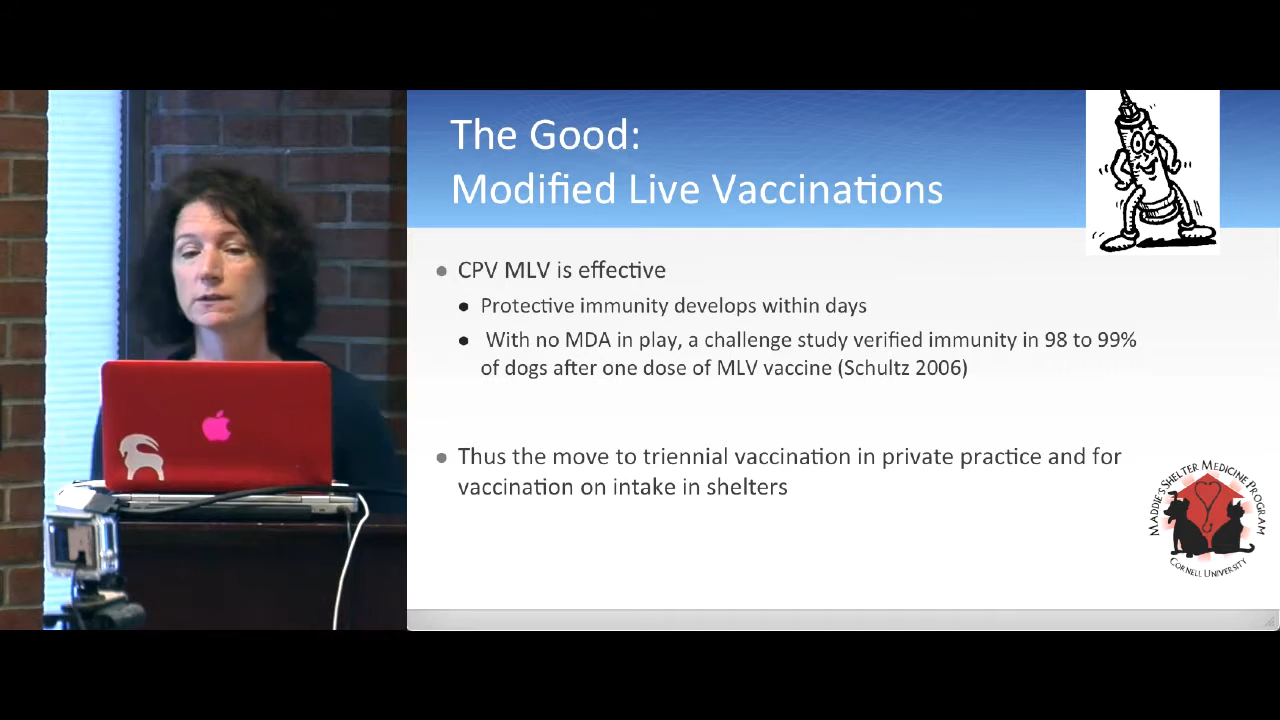 The Good:
Modified Live Vaccinations
CPV MLV is effective
Protective immunity develops within days
With no MDA in play, a challenge study verified immunity in 98 to 99%
of dogs after one dose of MLV vaccine (Schultz 2006)
Thus the move to triennial vaccination in private practice and for
vaccination on intake in shelters
MADDIE'S SHELTER MEDICINE PROGRAM
CORNELL UNIVERSITY